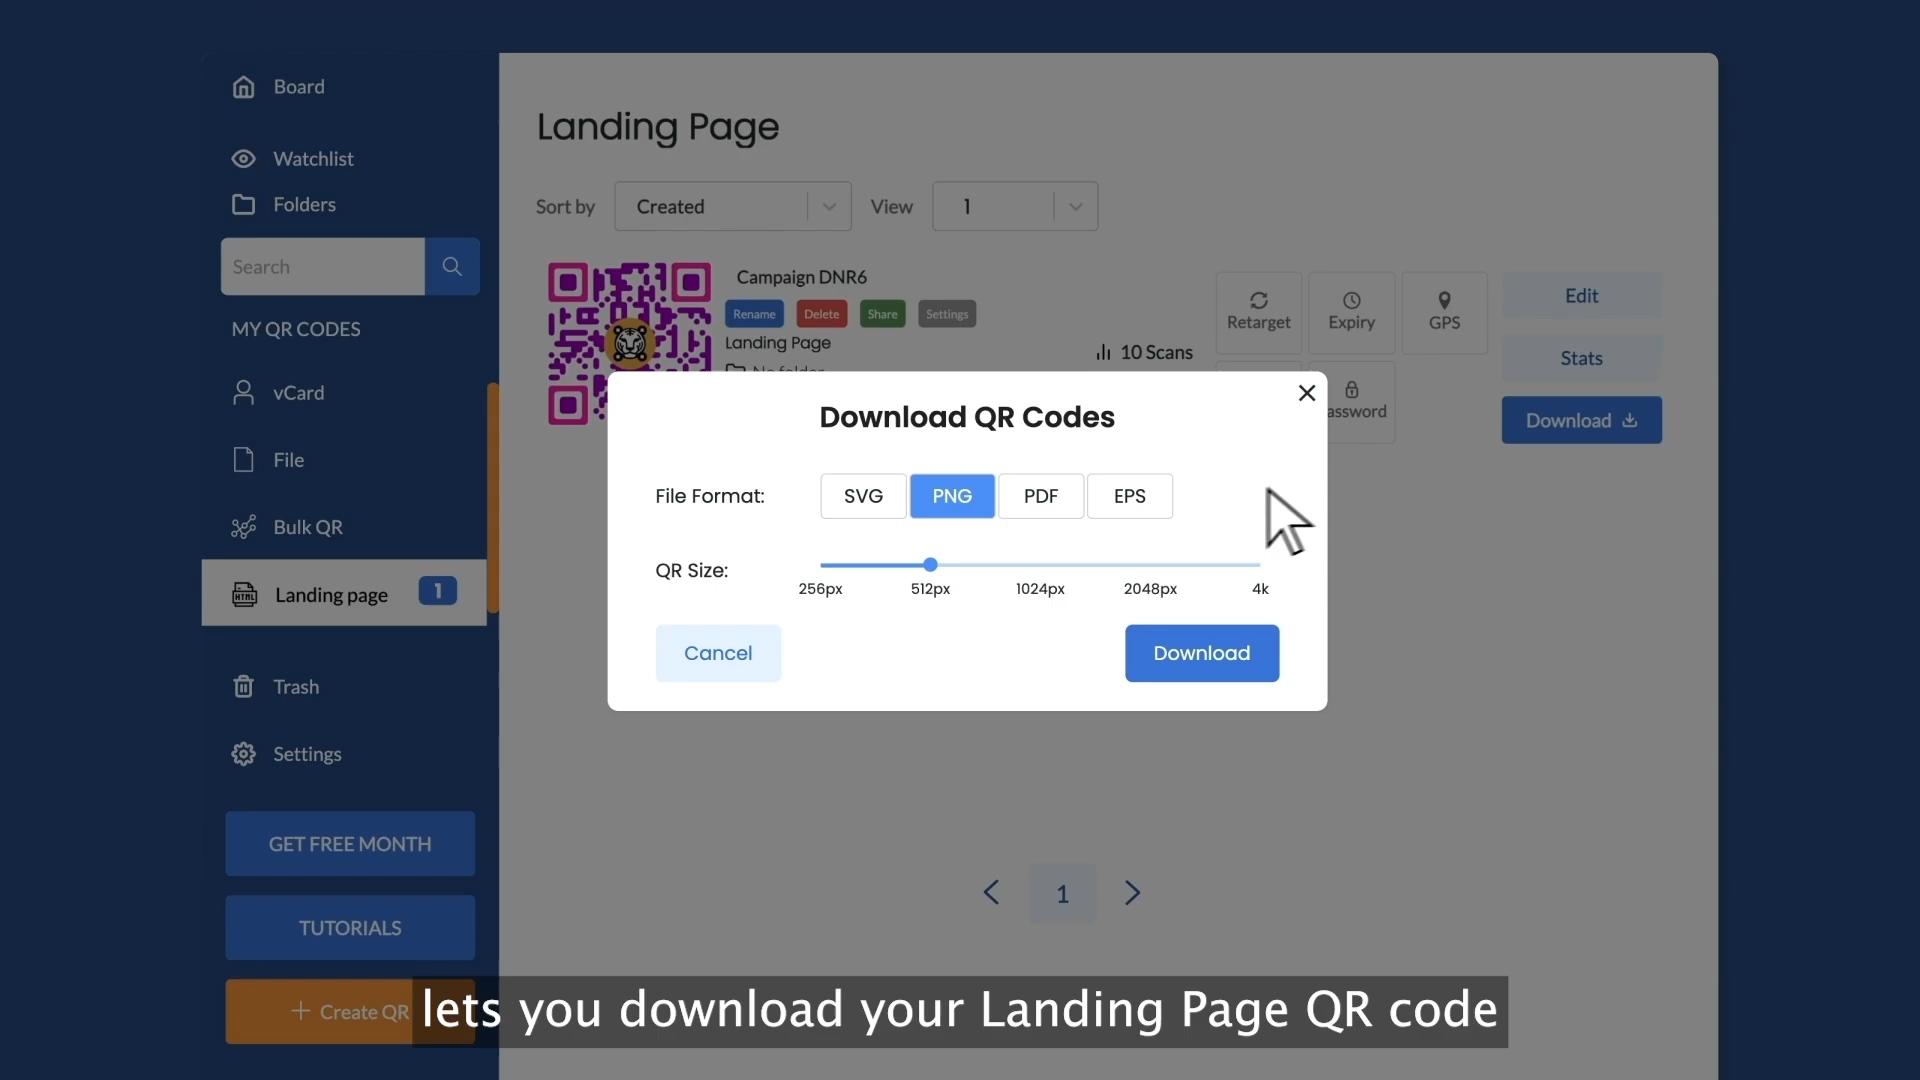 Board
Watchlist
Folders
Search
MY QR CODES
vCard
File
Bulk QR
HTML
Landing page 1
Trash
Settings
GET FREE MONTH
TUTORIALS
+ Create QR
Landing Page
Sort by Created View 1
Campaign DNR6
Rename Delete Share Settings
Landing Page
No folder
10 Scans
Retarget Expiry GPS
assword
Edit
Stats
Download
Download QR Codes
File Format: SVG PNG PDF EPS
QR Size:
256px 512px 1024px 2048px 4k
Cancel Download
1
lets you download your Landing Page QR code